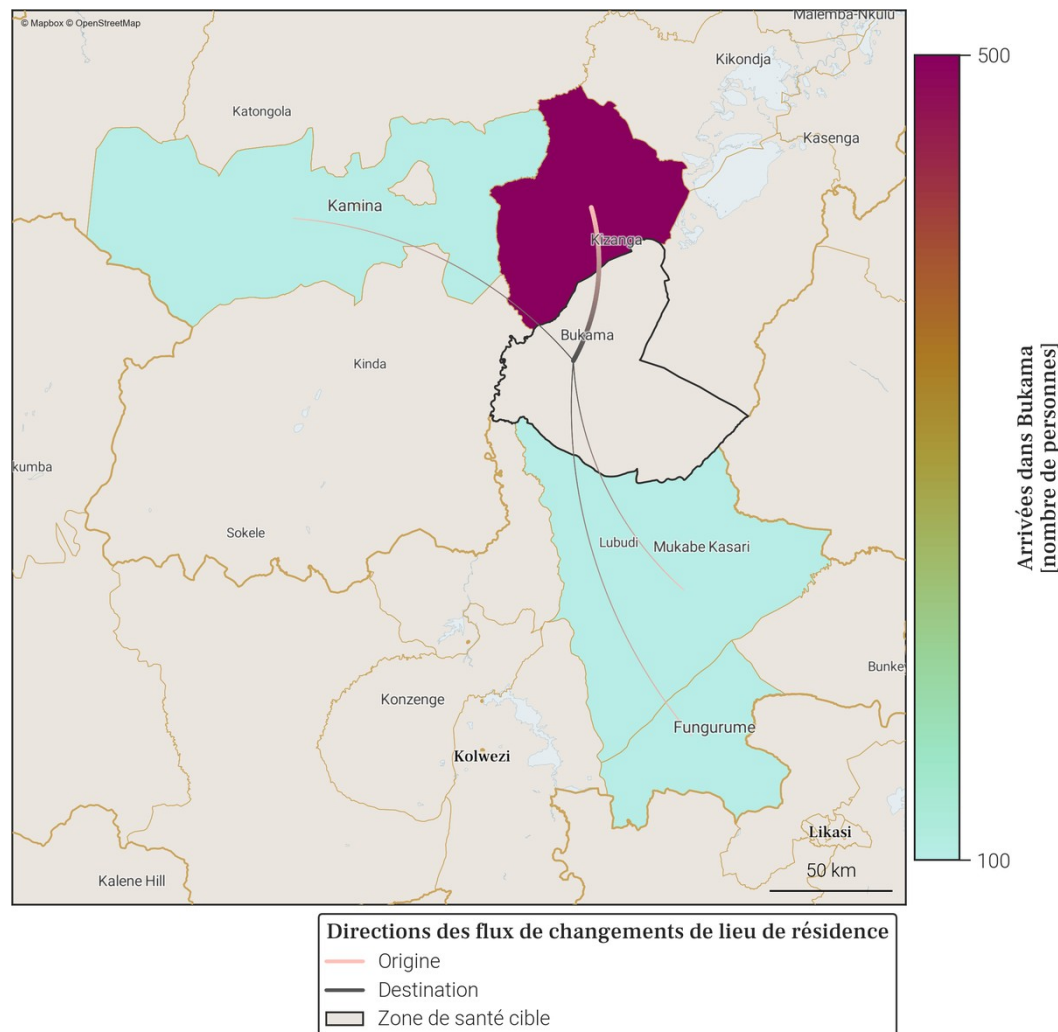 © Mapbox © OpenStreetMap
Malemba-Nkulu
Kikondja
Katongola
Kasenga
Kamina
Kizanga
Bukama
Kinda
kumba
Sokele
Lubudi
Mukabe Kasari
Bunke
Konzenge
Fungurume
Kolwezi
Likasi
Kalene Hill
50 km
500
100
Arrivées dans Bukama
[nombre de personnes]
Directions des flux de changements de lieu de résidence
Origine
Destination
Zone de santé cible